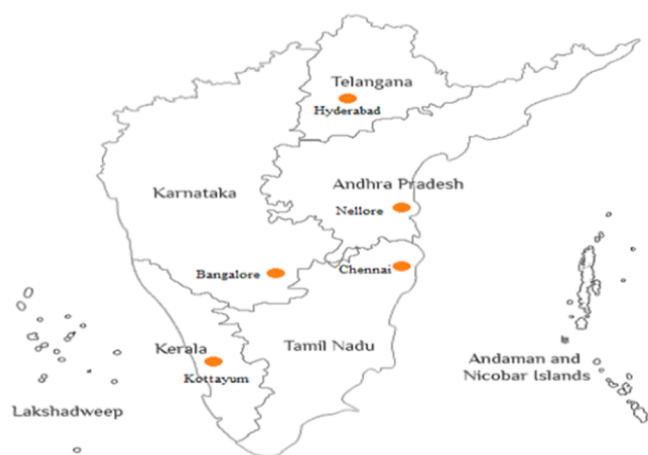 Telangana
Hyderabad
Karnataka
Andhra Pradesh
Nellore
Bangalore
Chennai
Kerala
Tamil Nadu
Kottayum
Andaman and
Nicobar Islands
Lakshadweep